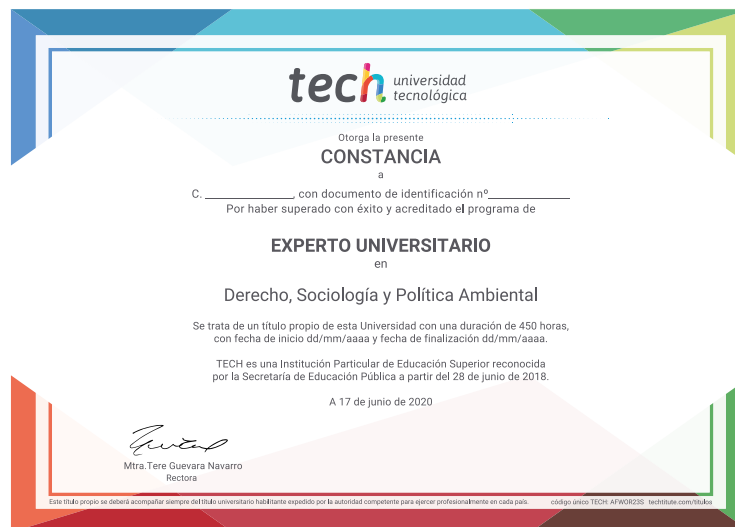 tech universidad
tecnológica
Otorga la presente
CONSTANCIA
a
C. ______________, con documento de identificación nº______________
Por haber superado con éxito y acreditado el programa de
EXPERTO UNIVERSITARIO
en
Derecho, Sociología y Política Ambiental
Se trata de un título propio de esta Universidad con una duración de 450 horas,
con fecha de inicio dd/mm/aaaa y fecha de finalización dd/mm/aaaa.
TECH es una Institución Particular de Educación Superior reconocida
por la Secretaría de Educación Pública a partir del 28 de junio de 2018.
A 17 de junio de 2020
Mtra.Tere Guevara Navarro
Rectora
Este título propio se deberá acompañar siempre del título universitario habilitante expedido por la autoridad competente para ejercer profesionalmente en cada país. código único TECH: AFWOR23S techtitute.com/titulos